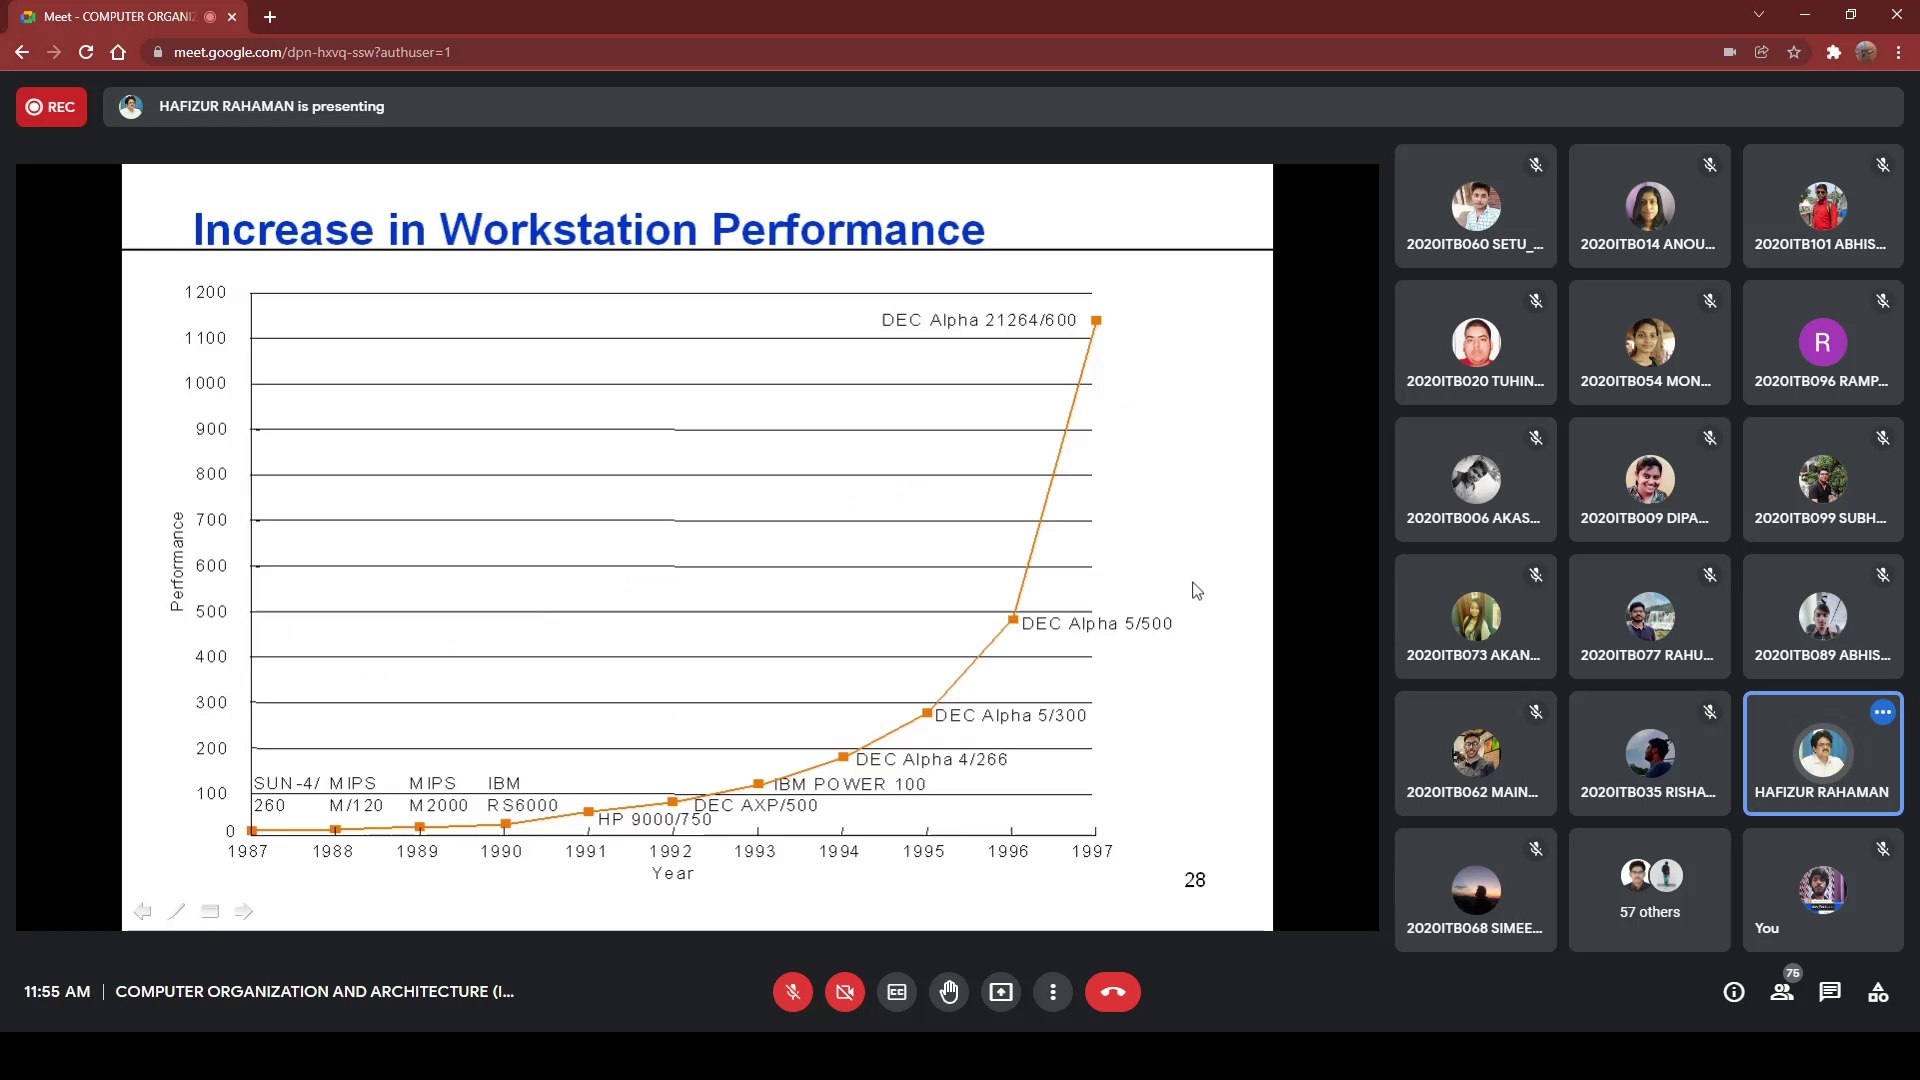 Meet - COMPUTER ORGANIZ
meet.google.com/dpn-hxvq-ssw?authuser=1
REC
HAFIZUR RAHAMAN is presenting
Increase in Workstation Performance
1200
1100
1000
900
800
700
600
500
400
300
200
100
0
Performance
DEC Alpha 21264/600
DEC Alpha 5/500
DEC Alpha 5/300
DEC Alpha 4/266
IBM POWER 100
DEC AXP/500
HP 9000/750
SUN-4/ MIPS MIPS IBM
260 M/120 M2000 RS6000
1987 1988 1989 1990 1991 1992 1993 1994 1995 1996 1997
Year
28
2020ITB060 SETU_...
2020ITB014 ANOU...
2020ITB101 ABHIS...
2020ITB020 TUHIN...
2020ITB054 MON...
R
2020ITB096 RAMP...
2020ITB006 AKAS...
2020ITB009 DIPA...
2020ITB099 SUBH...
2020ITB073 AKAN...
2020ITB077 RAHU...
2020ITB089 ABHIS...
2020ITB062 MAIN...
2020ITB035 RISHA...
HAFIZUR RAHAMAN
2020ITB068 SIMEE...
57 others
You
11:55 AM | COMPUTER ORGANIZATION AND ARCHITECTURE (I...
75